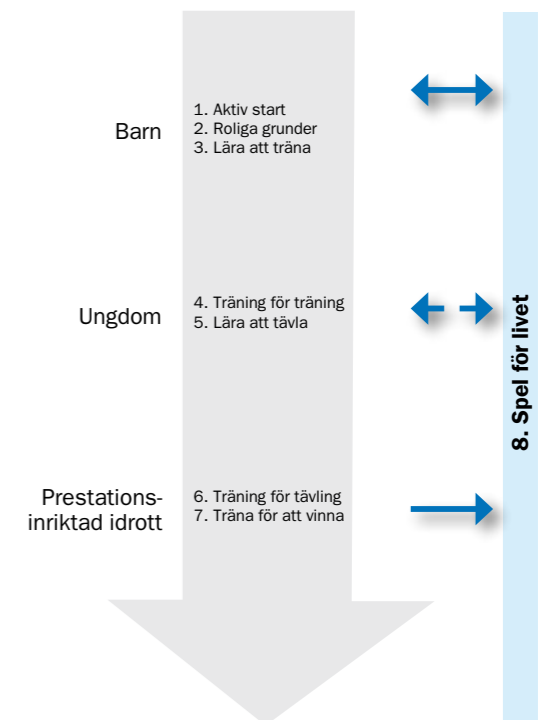 Barn
1. Aktiv start
2. Roliga grunder
3. Lära att träna
Ungdom
4. Träning för träning
5. Lära att tävla
Prestations-
inriktad idrott
6. Träning för tävling
7. Träna för att vinna
8. Spel för livet